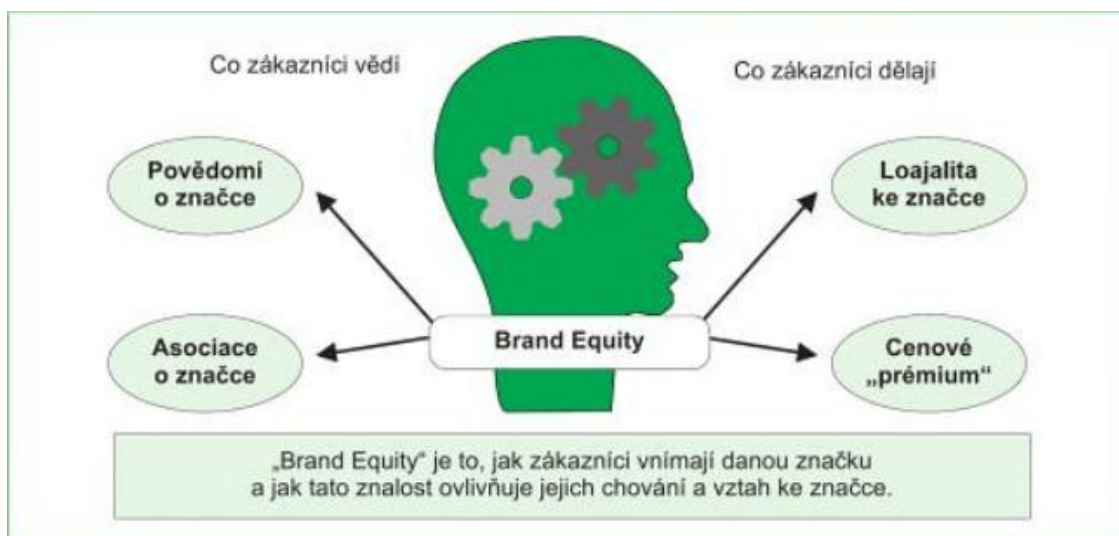 Co zákazníci vědí
Co zákazníci dělají
Povědomí
o značce
Loajalita
ke značce
Asociace
o značce
Brand Equity
Cenové
„prémium“
„Brand Equity“ je to, jak zákazníci vnímají danou značku
a jak tato znalost ovlivňuje jejich chování a vztah ke značce.